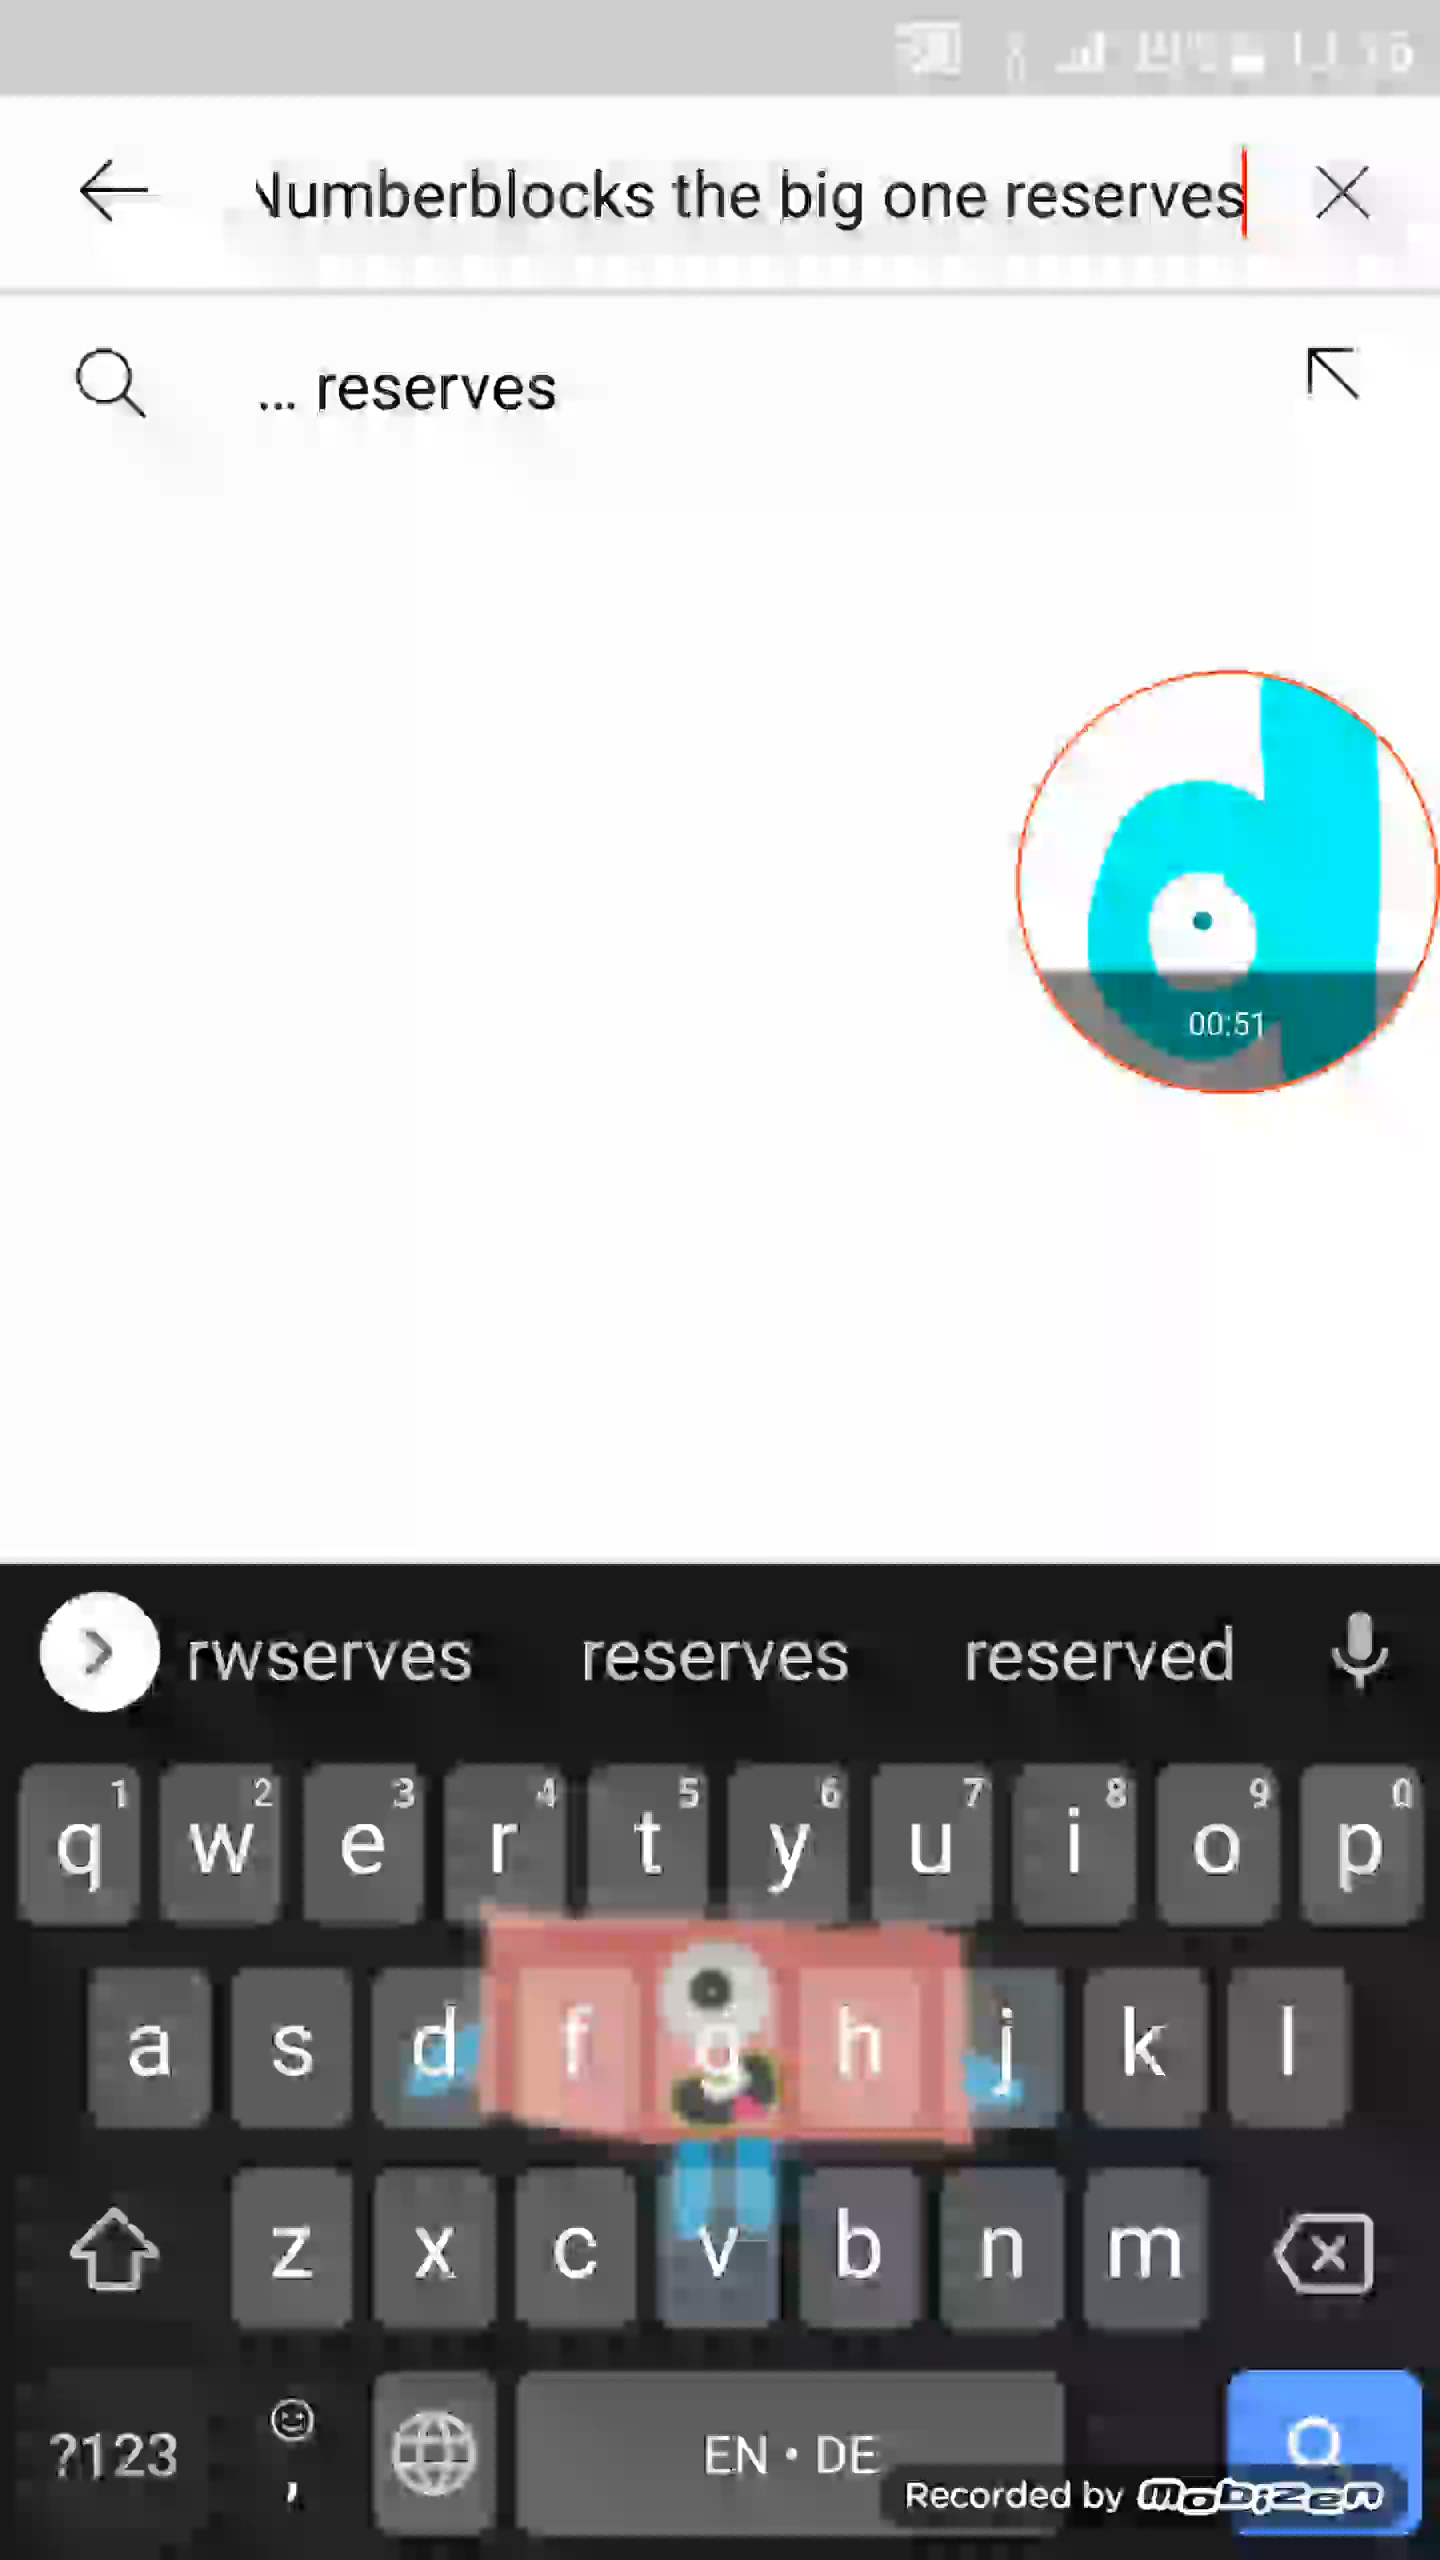 Numberblocks the big one reserves
... reserves
00:51
rwserves reserves reserved
1 2 3 4 5 6 7 8 9 0
q w e r t y u i o p
a s d f g h j k l
z x c v b n m
?123 , EN • DE
Recorded by mobizen